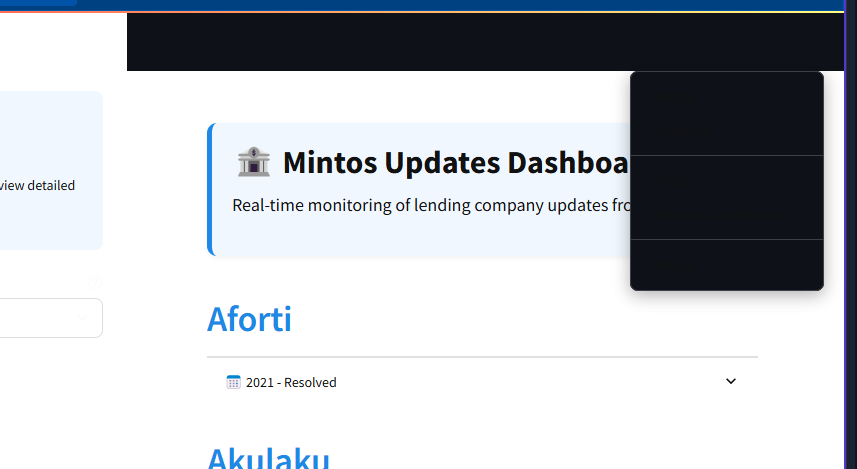 view detailed
Mintos Updates Dashboa
Real-time monitoring of lending company updates fro
Aforti
2021 - Resolved
Akulaku